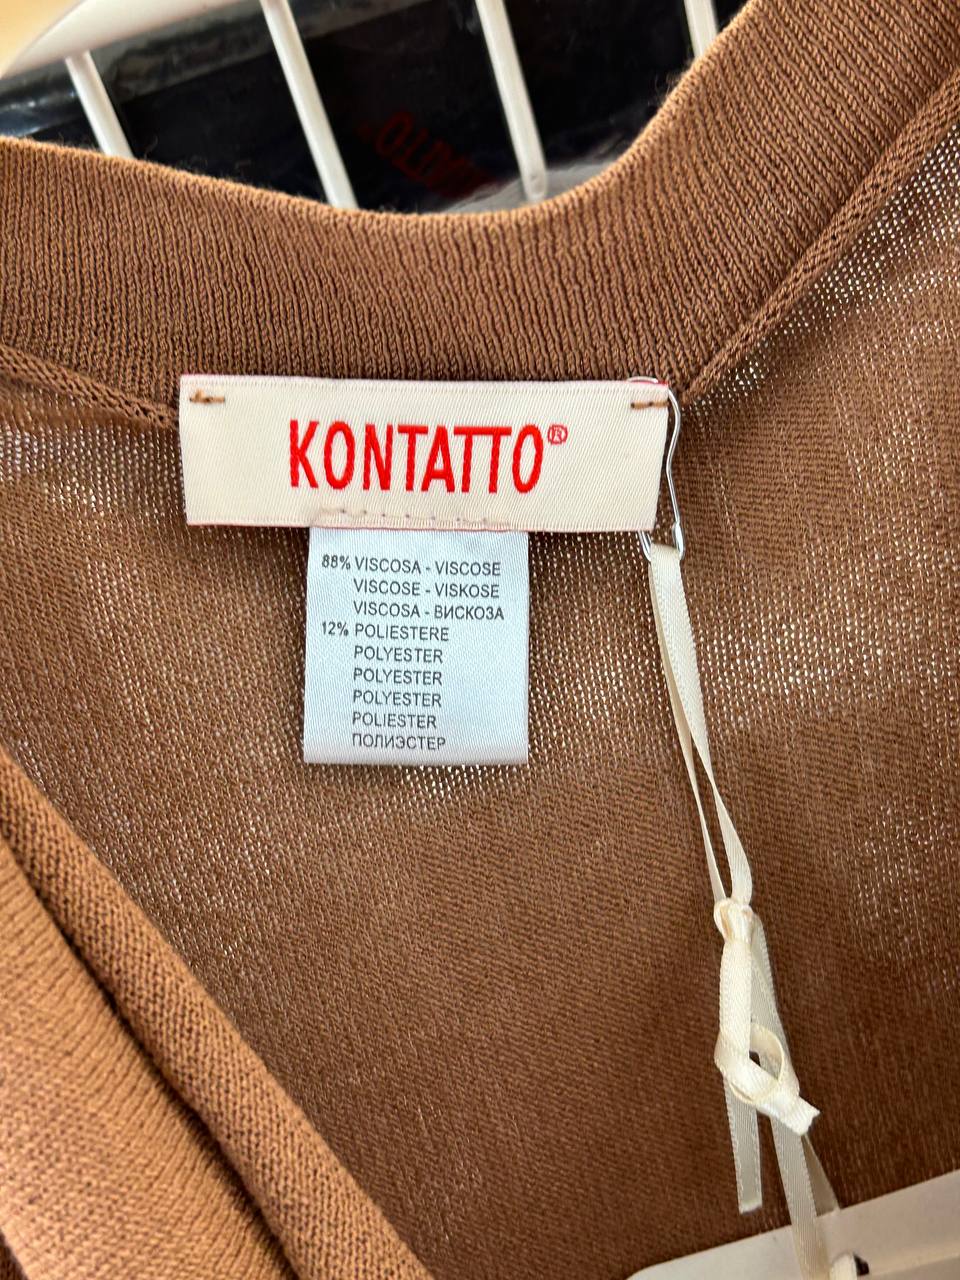 KONTATTO®
88% VISCOSA - VISCOSE
VISCOSE - VISKOSE
VISCOSA - ВИСКОЗА
12% POLIESTERE
POLYESTER
POLYESTER
POLYESTER
POLIESTER
ПОЛИЭСТЕР